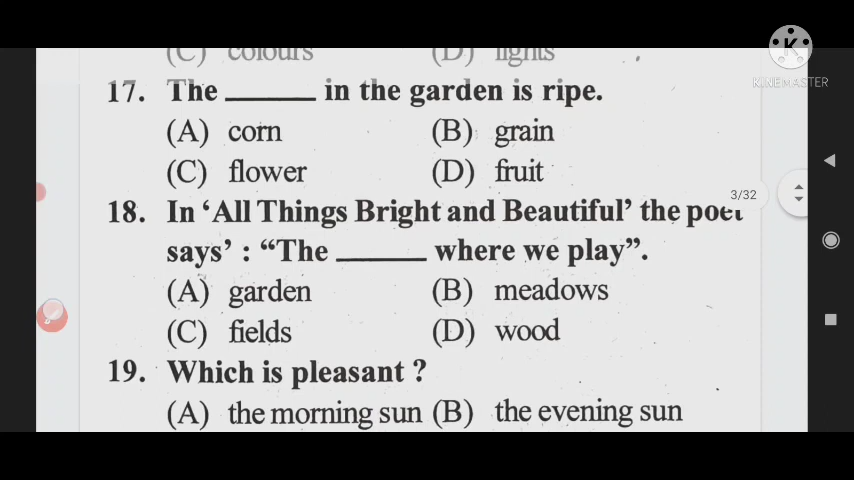 (C) colours (D) lights
17. The ______ in the garden is ripe.
(A) corn (B) grain
(C) flower (D) fruit
18. In ‘All Things Bright and Beautiful’ the poet
says’ : “The ______ where we play”.
(A) garden (B) meadows
(C) fields (D) wood
19. Which is pleasant ?
(A) the morning sun (B) the evening sun
3/32
K
KINEMASTER